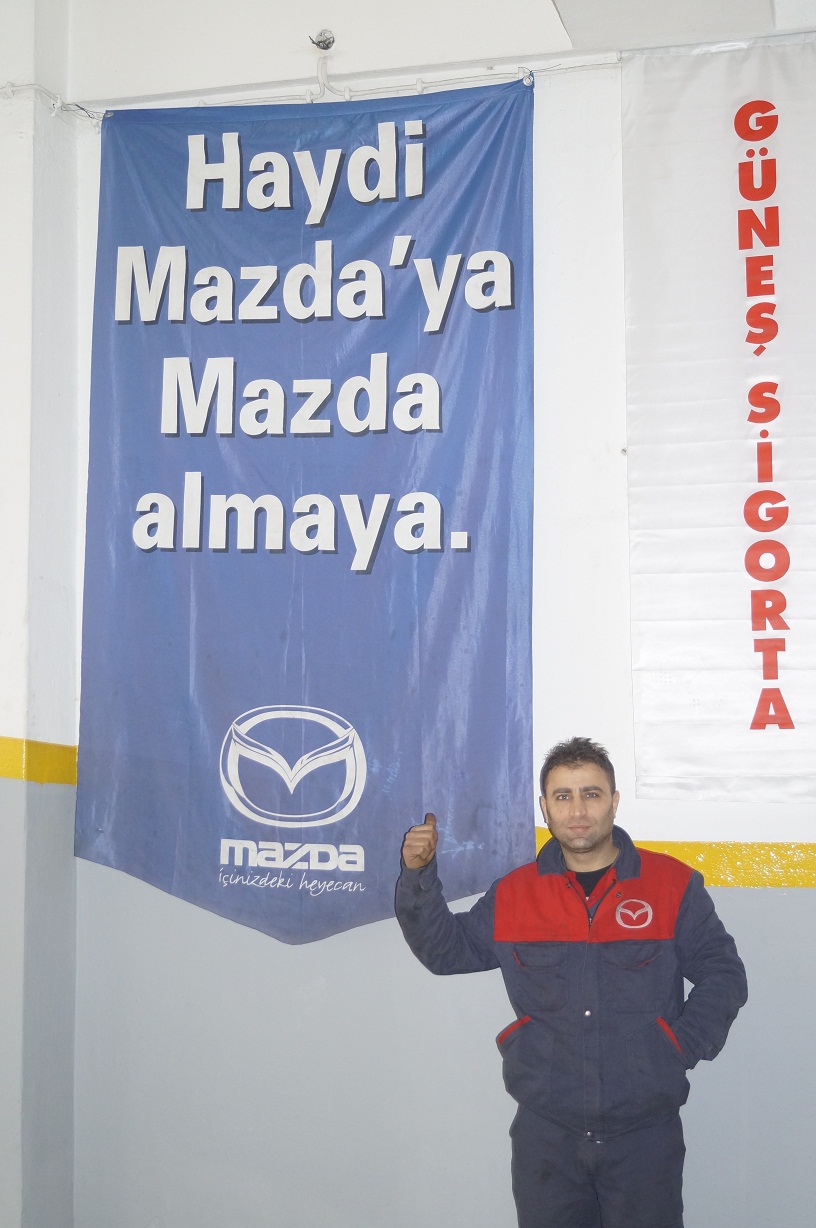 Haydi
Mazda'ya
Mazda
almaya.
mazda
içinizdeki heyecan
GÜNEŞ SİGORTA